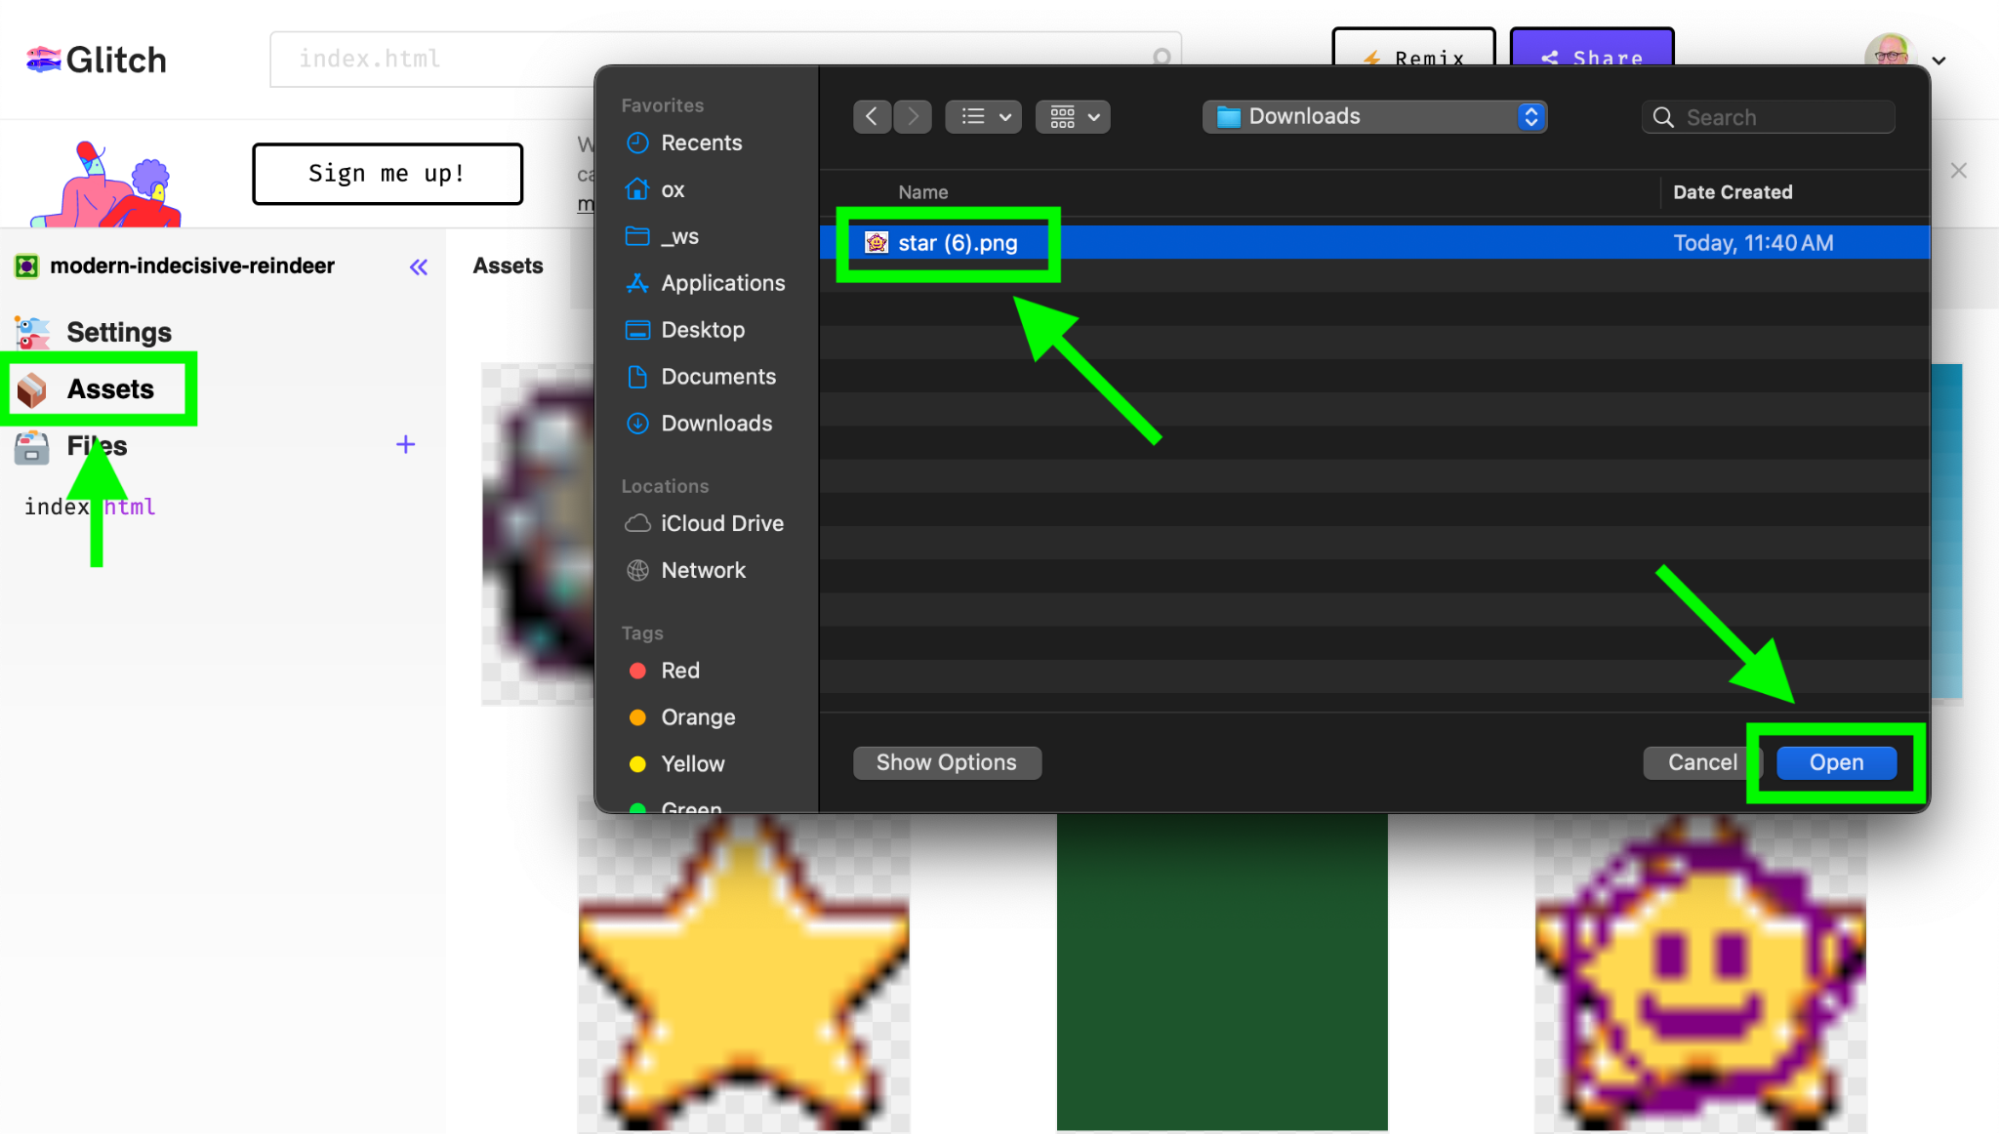 Glitch
index.html
Remix
Share
Sign me up!
m
modern-indecisive-reindeer
Settings
Assets
Files
index html
Assets
Favorites
Recents
ox
_ws
Applications
Desktop
Documents
Downloads
Locations
iCloud Drive
Network
Tags
Red
Orange
Yellow
Green
Downloads
Search
Name
Date Created
star (6).png
Today, 11:40 AM
Show Options
Cancel
Open